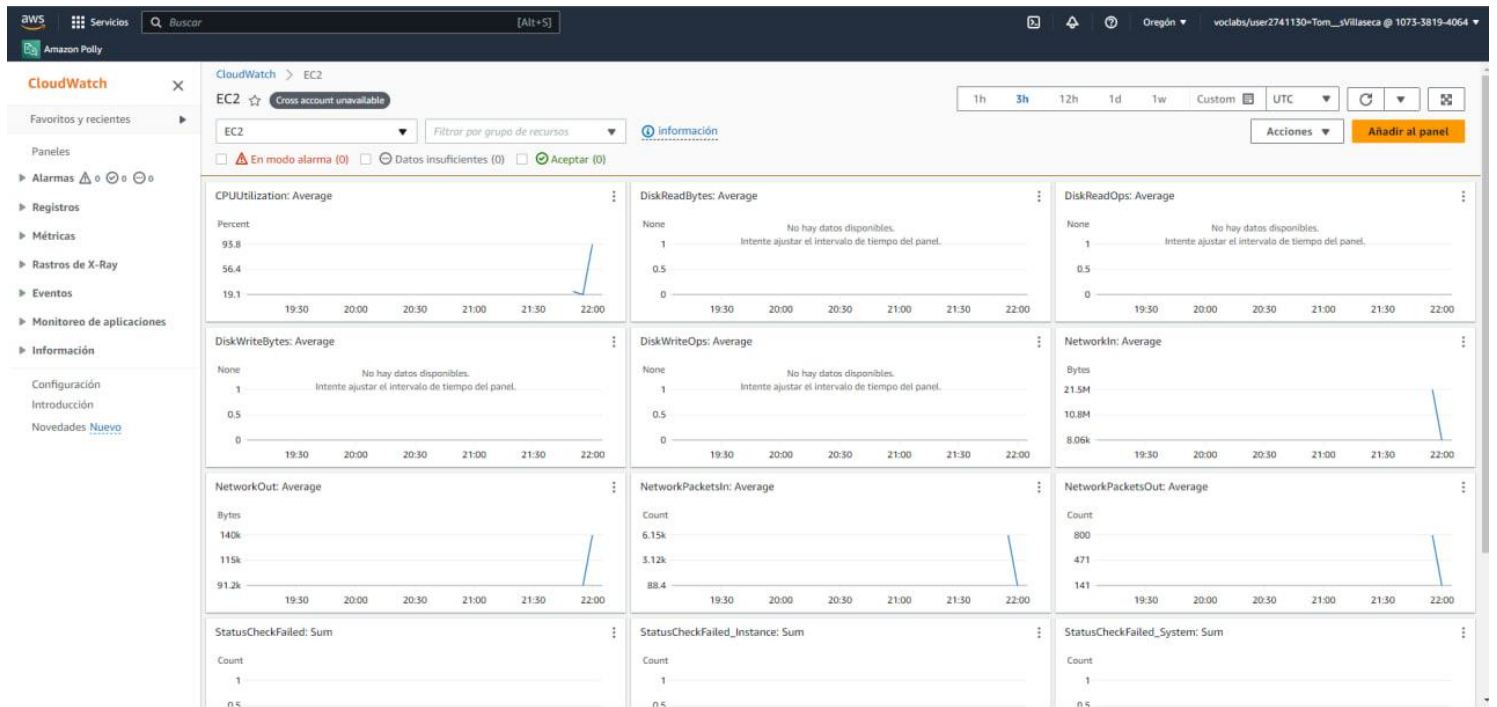 aws
Servicios
Buscar
[Alt+S]
Oregón
voclabs/user2741130=Tom__sVillaseca @ 1073-3819-4064
Amazon Polly
CloudWatch
Favoritos y recientes
Paneles
Alarmas 0 0 0
Registros
Métricas
Rastros de X-Ray
Eventos
Monitoreo de aplicaciones
Información
Configuración
Introducción
Novedades Nuevo
CloudWatch > EC2
EC2 Cross account unavailable
1h 3h 12h 1d 1w Custom UTC
EC2
Filtrar por grupo de recursos
información
Acciones
Añadir al panel
En modo alarma (0) Datos insuficientes (0) Aceptar (0)
CPUUtilization: Average
Percent
93.8
56.4
19.1
19:30 20:00 20:30 21:00 21:30 22:00
DiskReadBytes: Average
None
No hay datos disponibles.
Intente ajustar el intervalo de tiempo del panel.
1
0.5
0
19:30 20:00 20:30 21:00 21:30 22:00
DiskReadOps: Average
None
No hay datos disponibles.
Intente ajustar el intervalo de tiempo del panel.
1
0.5
0
19:30 20:00 20:30 21:00 21:30 22:00
DiskWriteBytes: Average
None
No hay datos disponibles.
Intente ajustar el intervalo de tiempo del panel.
1
0.5
0
19:30 20:00 20:30 21:00 21:30 22:00
DiskWriteOps: Average
None
No hay datos disponibles.
Intente ajustar el intervalo de tiempo del panel.
1
0.5
0
19:30 20:00 20:30 21:00 21:30 22:00
NetworkIn: Average
Bytes
21.5M
10.8M
8.06k
19:30 20:00 20:30 21:00 21:30 22:00
NetworkOut: Average
Bytes
140k
115k
91.2k
19:30 20:00 20:30 21:00 21:30 22:00
NetworkPacketsIn: Average
Count
6.15k
3.12k
88.4
19:30 20:00 20:30 21:00 21:30 22:00
NetworkPacketsOut: Average
Count
800
471
141
19:30 20:00 20:30 21:00 21:30 22:00
StatusCheckFailed: Sum
Count
1
0.5
StatusCheckFailed_Instance: Sum
Count
1
0.5
StatusCheckFailed_System: Sum
Count
1
0.5